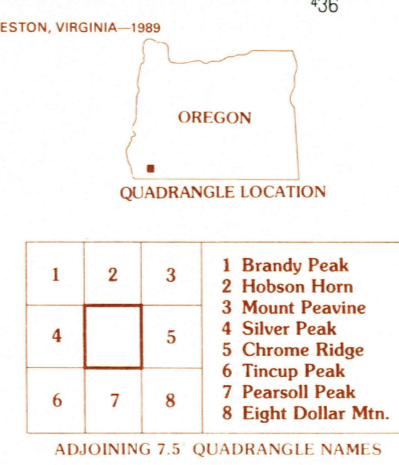 ⁴36
ESTON, VIRGINIA—1989
OREGON
QUADRANGLE LOCATION
1 2 3
4 5
6 7 8
1 Brandy Peak
2 Hobson Horn
3 Mount Peavine
4 Silver Peak
5 Chrome Ridge
6 Tincup Peak
7 Pearsoll Peak
8 Eight Dollar Mtn.
ADJOINING 7.5′ QUADRANGLE NAMES